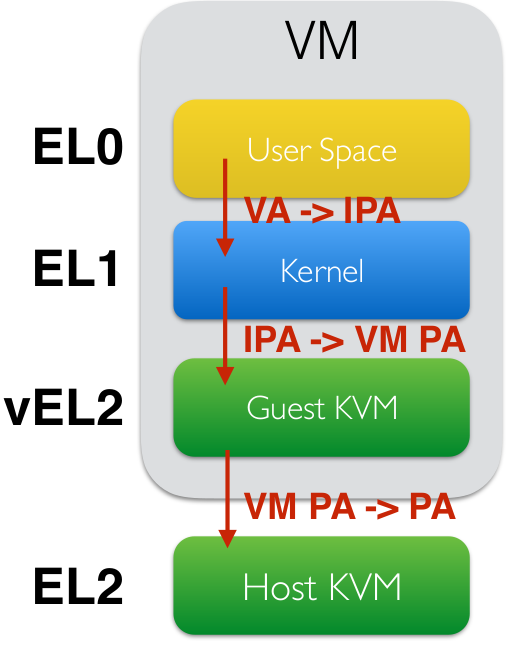 VM
EL0
User Space
VA -> IPA
EL1
Kernel
IPA -> VM PA
vEL2
Guest KVM
VM PA -> PA
EL2
Host KVM